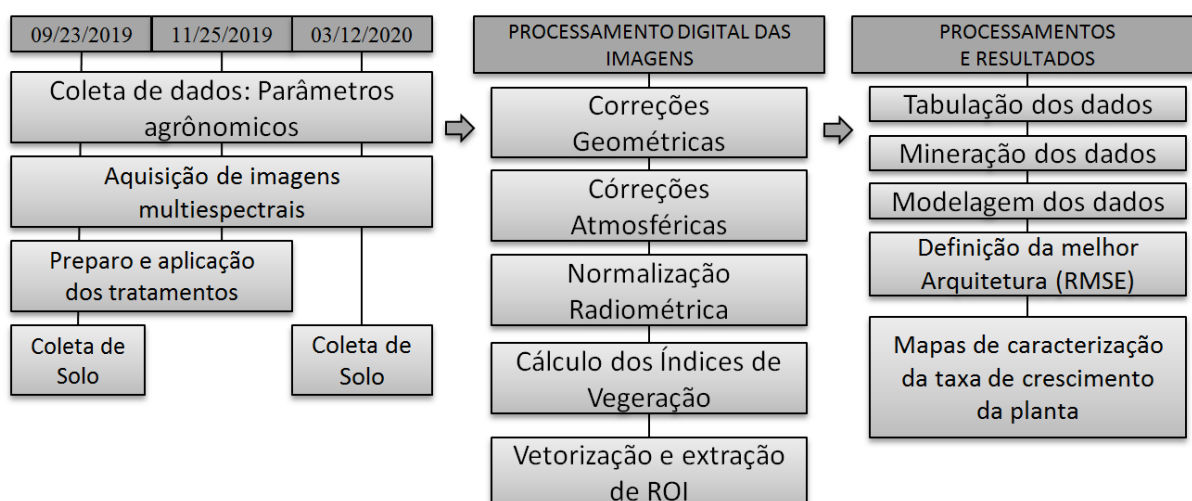 09/23/2019 11/25/2019 03/12/2020
Coleta de dados: Parâmetros
agrônomicos
Aquisição de imagens
multiespectrais
Preparo e aplicação
dos tratamentos
Coleta de
Solo
Coleta de
Solo
PROCESSAMENTO DIGITAL DAS
IMAGENS
Correções
Geométricas
Córreções
Atmosféricas
Normalização
Radiométrica
Cálculo dos Índices de
Vegeração
Vetorização e extração
de ROI
PROCESSAMENTOS
E RESULTADOS
Tabulação dos dados
Mineração dos dados
Modelagem dos dados
Definição da melhor
Arquitetura (RMSE)
Mapas de caracterização
da taxa de crescimento
da planta